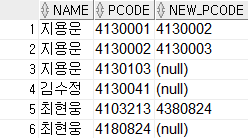 NAME PCODE NEW_PCODE
1 지용운 4130001 4130002
2 지용운 4130002 4130003
3 지용운 4130103 (null)
4 김수정 4130041 (null)
5 최현웅 4103213 4380824
6 최현웅 4180824 (null)